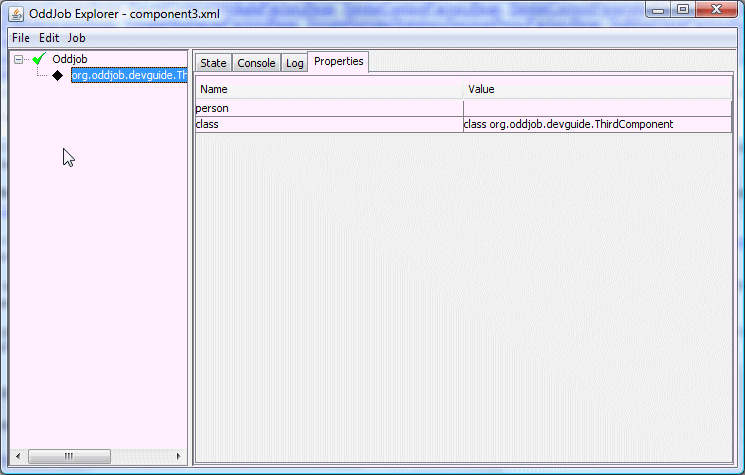 OddJob Explorer - component3.xml
File Edit Job
Oddjob
org.oddjob.devguide.Th
State Console Log Properties
Name Value
person
class class org.oddjob.devguide.ThirdComponent